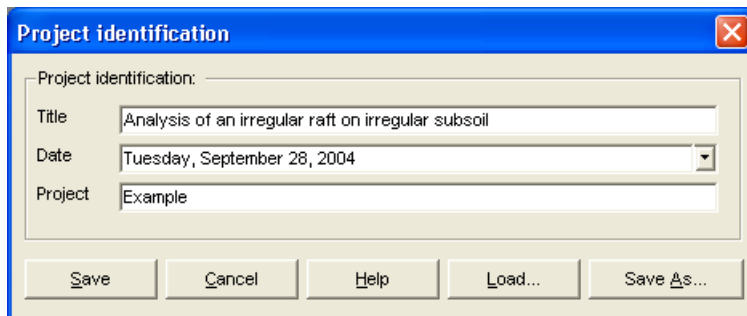 Project identification
Project identification:
Title Analysis of an irregular raft on irregular subsoil
Date Tuesday, September 28, 2004
Project Example
Save Cancel Help Load... Save As...